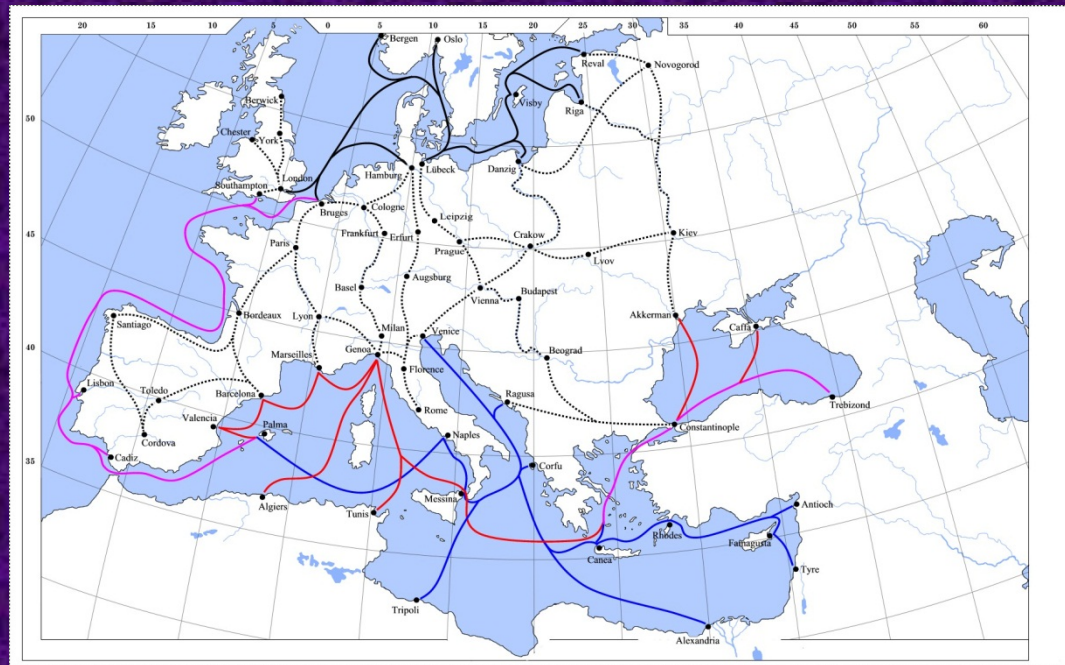 20 15 10 5 0 5 10 15 20 25 30 35 40 45 50 55 60
Bergen
Oslo
Reval
Novogorod
50
Berwick
Visby
Riga
Chester
York
Hamburg
Lübeck
Danzig
London
Southampton
Bruges
Cologne
Leipzig
Frankfurt
Erfurt
Crakow
Kiev
45
Paris
Prague
Lvov
Augsburg
Basel
Vienna
Budapest
Santiago
Bordeaux
Lyon
Akkerman
Caffa
Milan
Venice
40
Genoa
Beograd
Marseilles
Florence
Lisbon
Toledo
Barcelona
Ragusa
Trebizond
Valencia
Palma
Rome
Constantinople
Cordova
Naples
35
Cadiz
Corfu
Algiers
Messina
Antioch
Tunis
Rhodes
Famagusta
Canea
Tyre
Tripoli
Alexandria